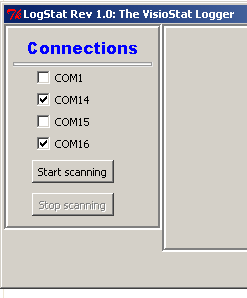 LogStat Rev 1.0: The VisioStat Logger
Connections
COM1
COM14
COM15
COM16
Start scanning
Stop scanning